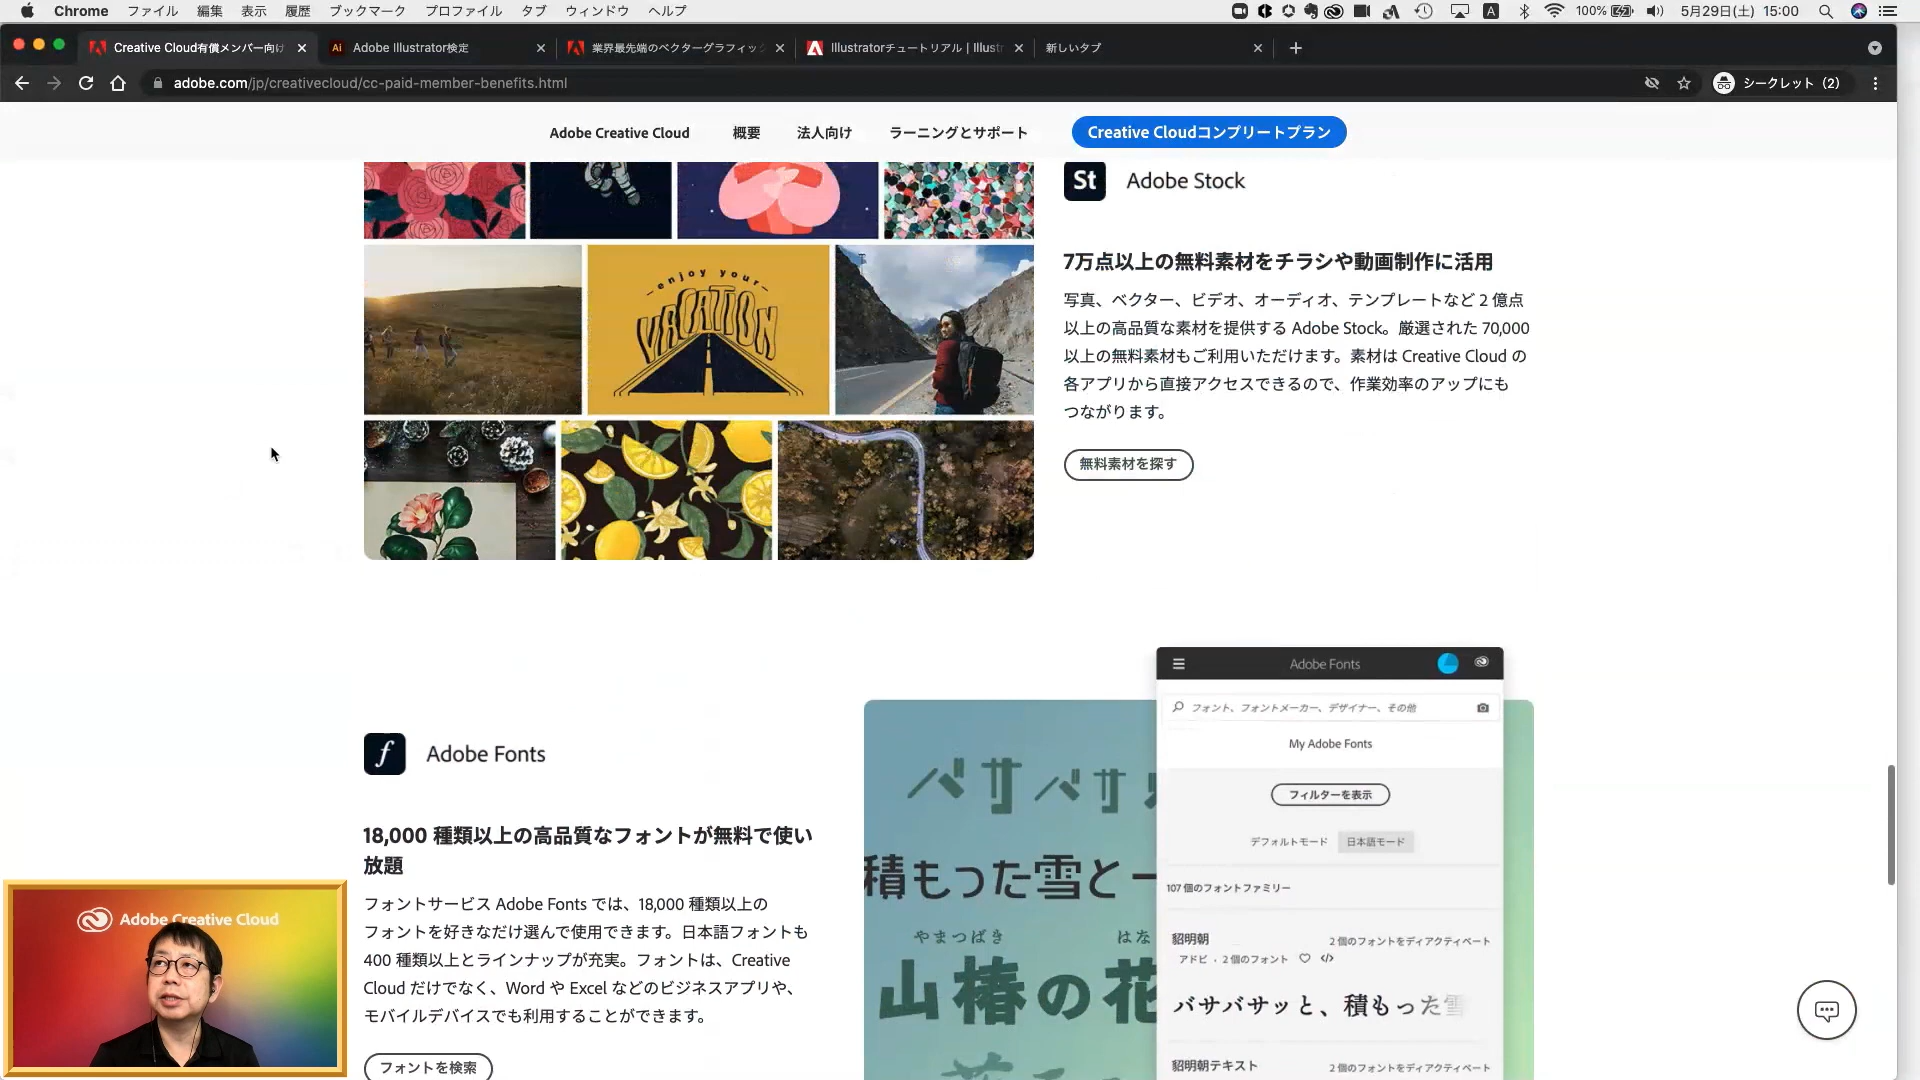 Chrome ファイル 編集 表示 履歴 ブックマーク プロファイル タブ ウィンドウ ヘルプ
A
100%
5月29日(土) 15:00
Creative Cloud有償メンバー向け
Ai Adobe Illustrator検定
業界最先端のベクターグラフィック
Illustratorチュートリアル | Illustr
新しいタブ
adobe.com/jp/creativecloud/cc-paid-member-benefits.html
シークレット (2)
Adobe Creative Cloud 概要 法人向け ラーニングとサポート Creative Cloudコンプリートプラン
enjoy your
VACATION
St Adobe Stock
7万点以上の無料素材をチラシや動画制作に活用
写真、ベクター、ビデオ、オーディオ、テンプレートなど 2 億点
以上の高品質な素材を提供する Adobe Stock。厳選された 70,000
以上の無料素材もご利用いただけます。素材は Creative Cloud の
各アプリから直接アクセスできるので、作業効率のアップにも
つながります。
無料素材を探す
f Adobe Fonts
18,000 種類以上の高品質なフォントが無料で使い
放題
フォントサービス Adobe Fonts では、18,000 種類以上の
フォントを好きなだけ選んで使用できます。日本語フォントも
400 種類以上とラインナップが充実。フォントは、Creative
Cloud だけでなく、Word や Excel などのビジネスアプリや、
モバイルデバイスでも利用することができます。
フォントを検索
バサバサ
積もった雪と
やまつばき はな
山椿の花
Adobe Fonts
フォント、フォントメーカー、デザイナー、その他
My Adobe Fonts
フィルターを表示
デフォルトモード 日本語モード
107 個のフォントファミリー
貂明朝 2 個のフォントをディアクティベート
アドビ · 2 個のフォント </>
バサバサッと、積もった雪
貂明朝テキスト 2 個のフォントをディアクティベート
Adobe Creative Cloud